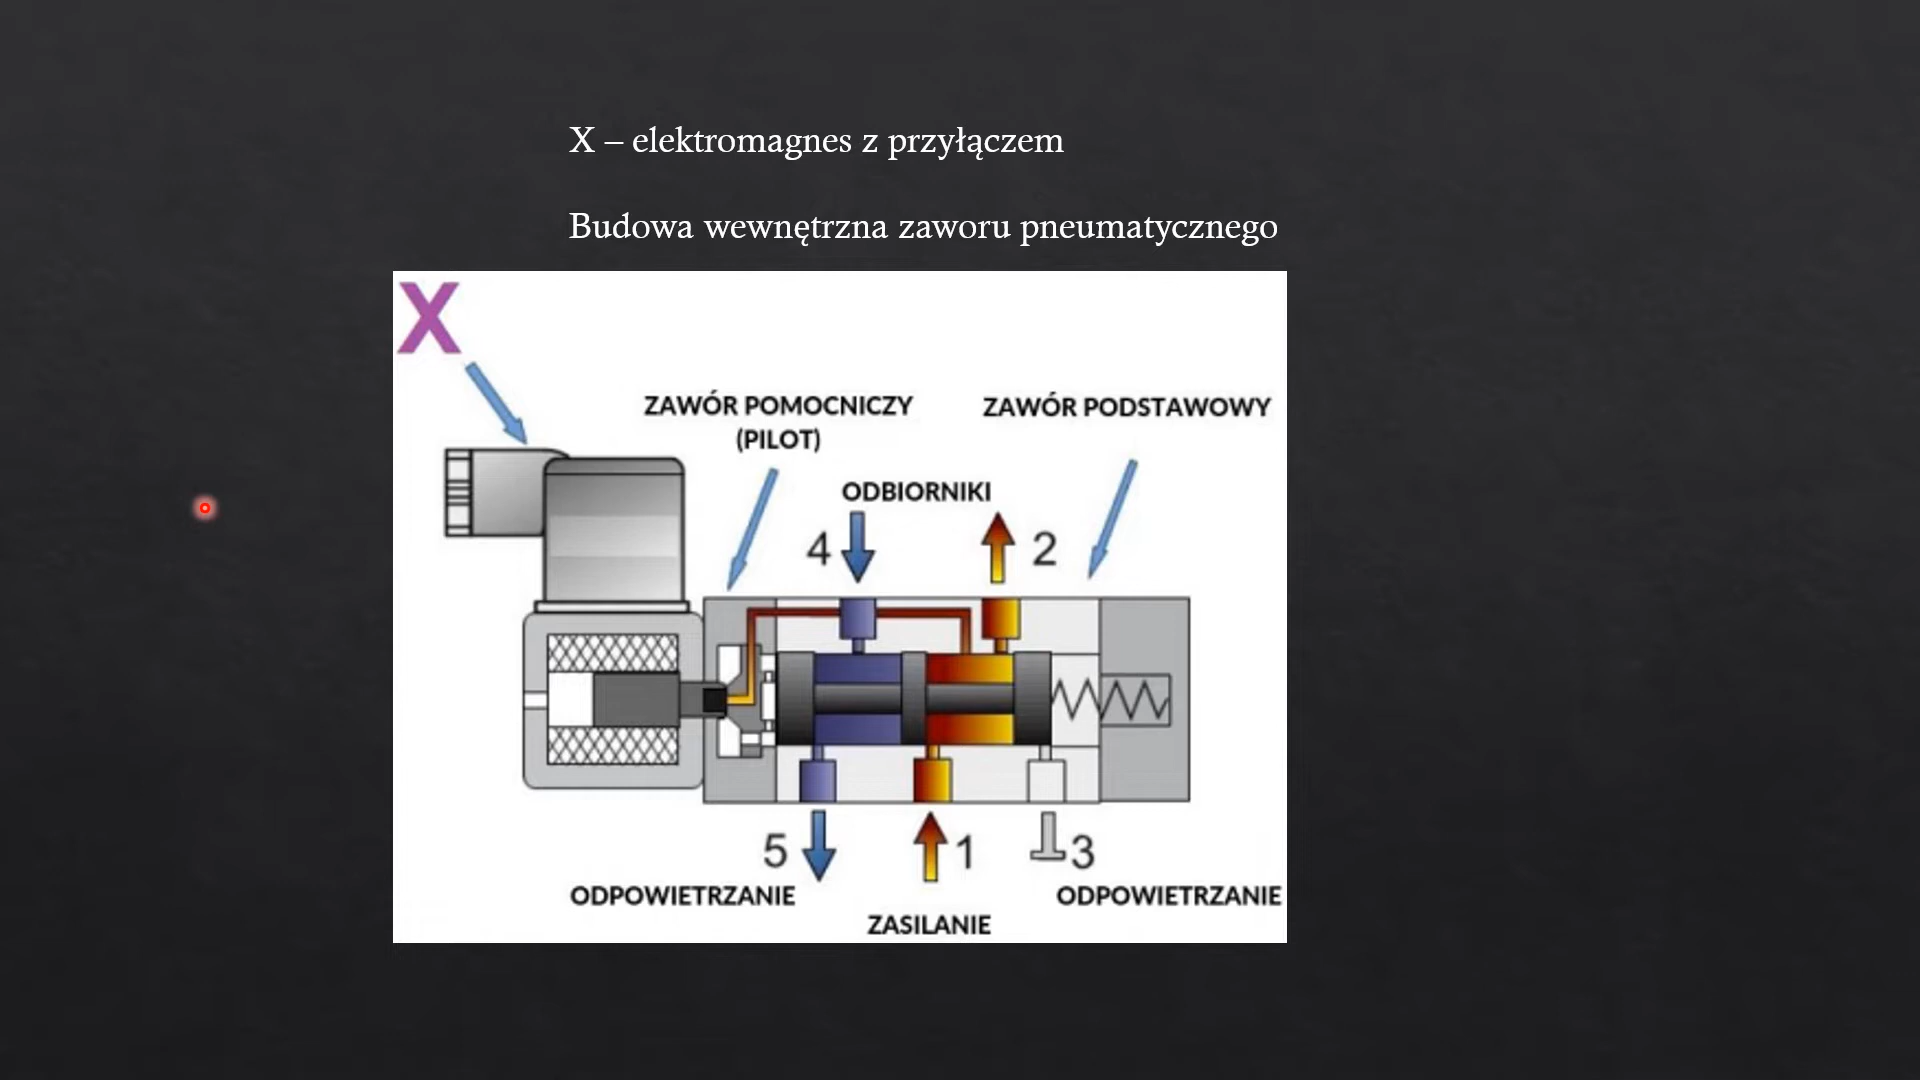 X – elektromagnes z przyłączem
Budowa wewnętrzna zaworu pneumatycznego
X
ZAWÓR POMOCNICZY
(PILOT)
ZAWÓR PODSTAWOWY
ODBIORNIKI
4
2
5
1
3
ODPOWIETRZANIE
ODPOWIETRZANIE
ZASILANIE